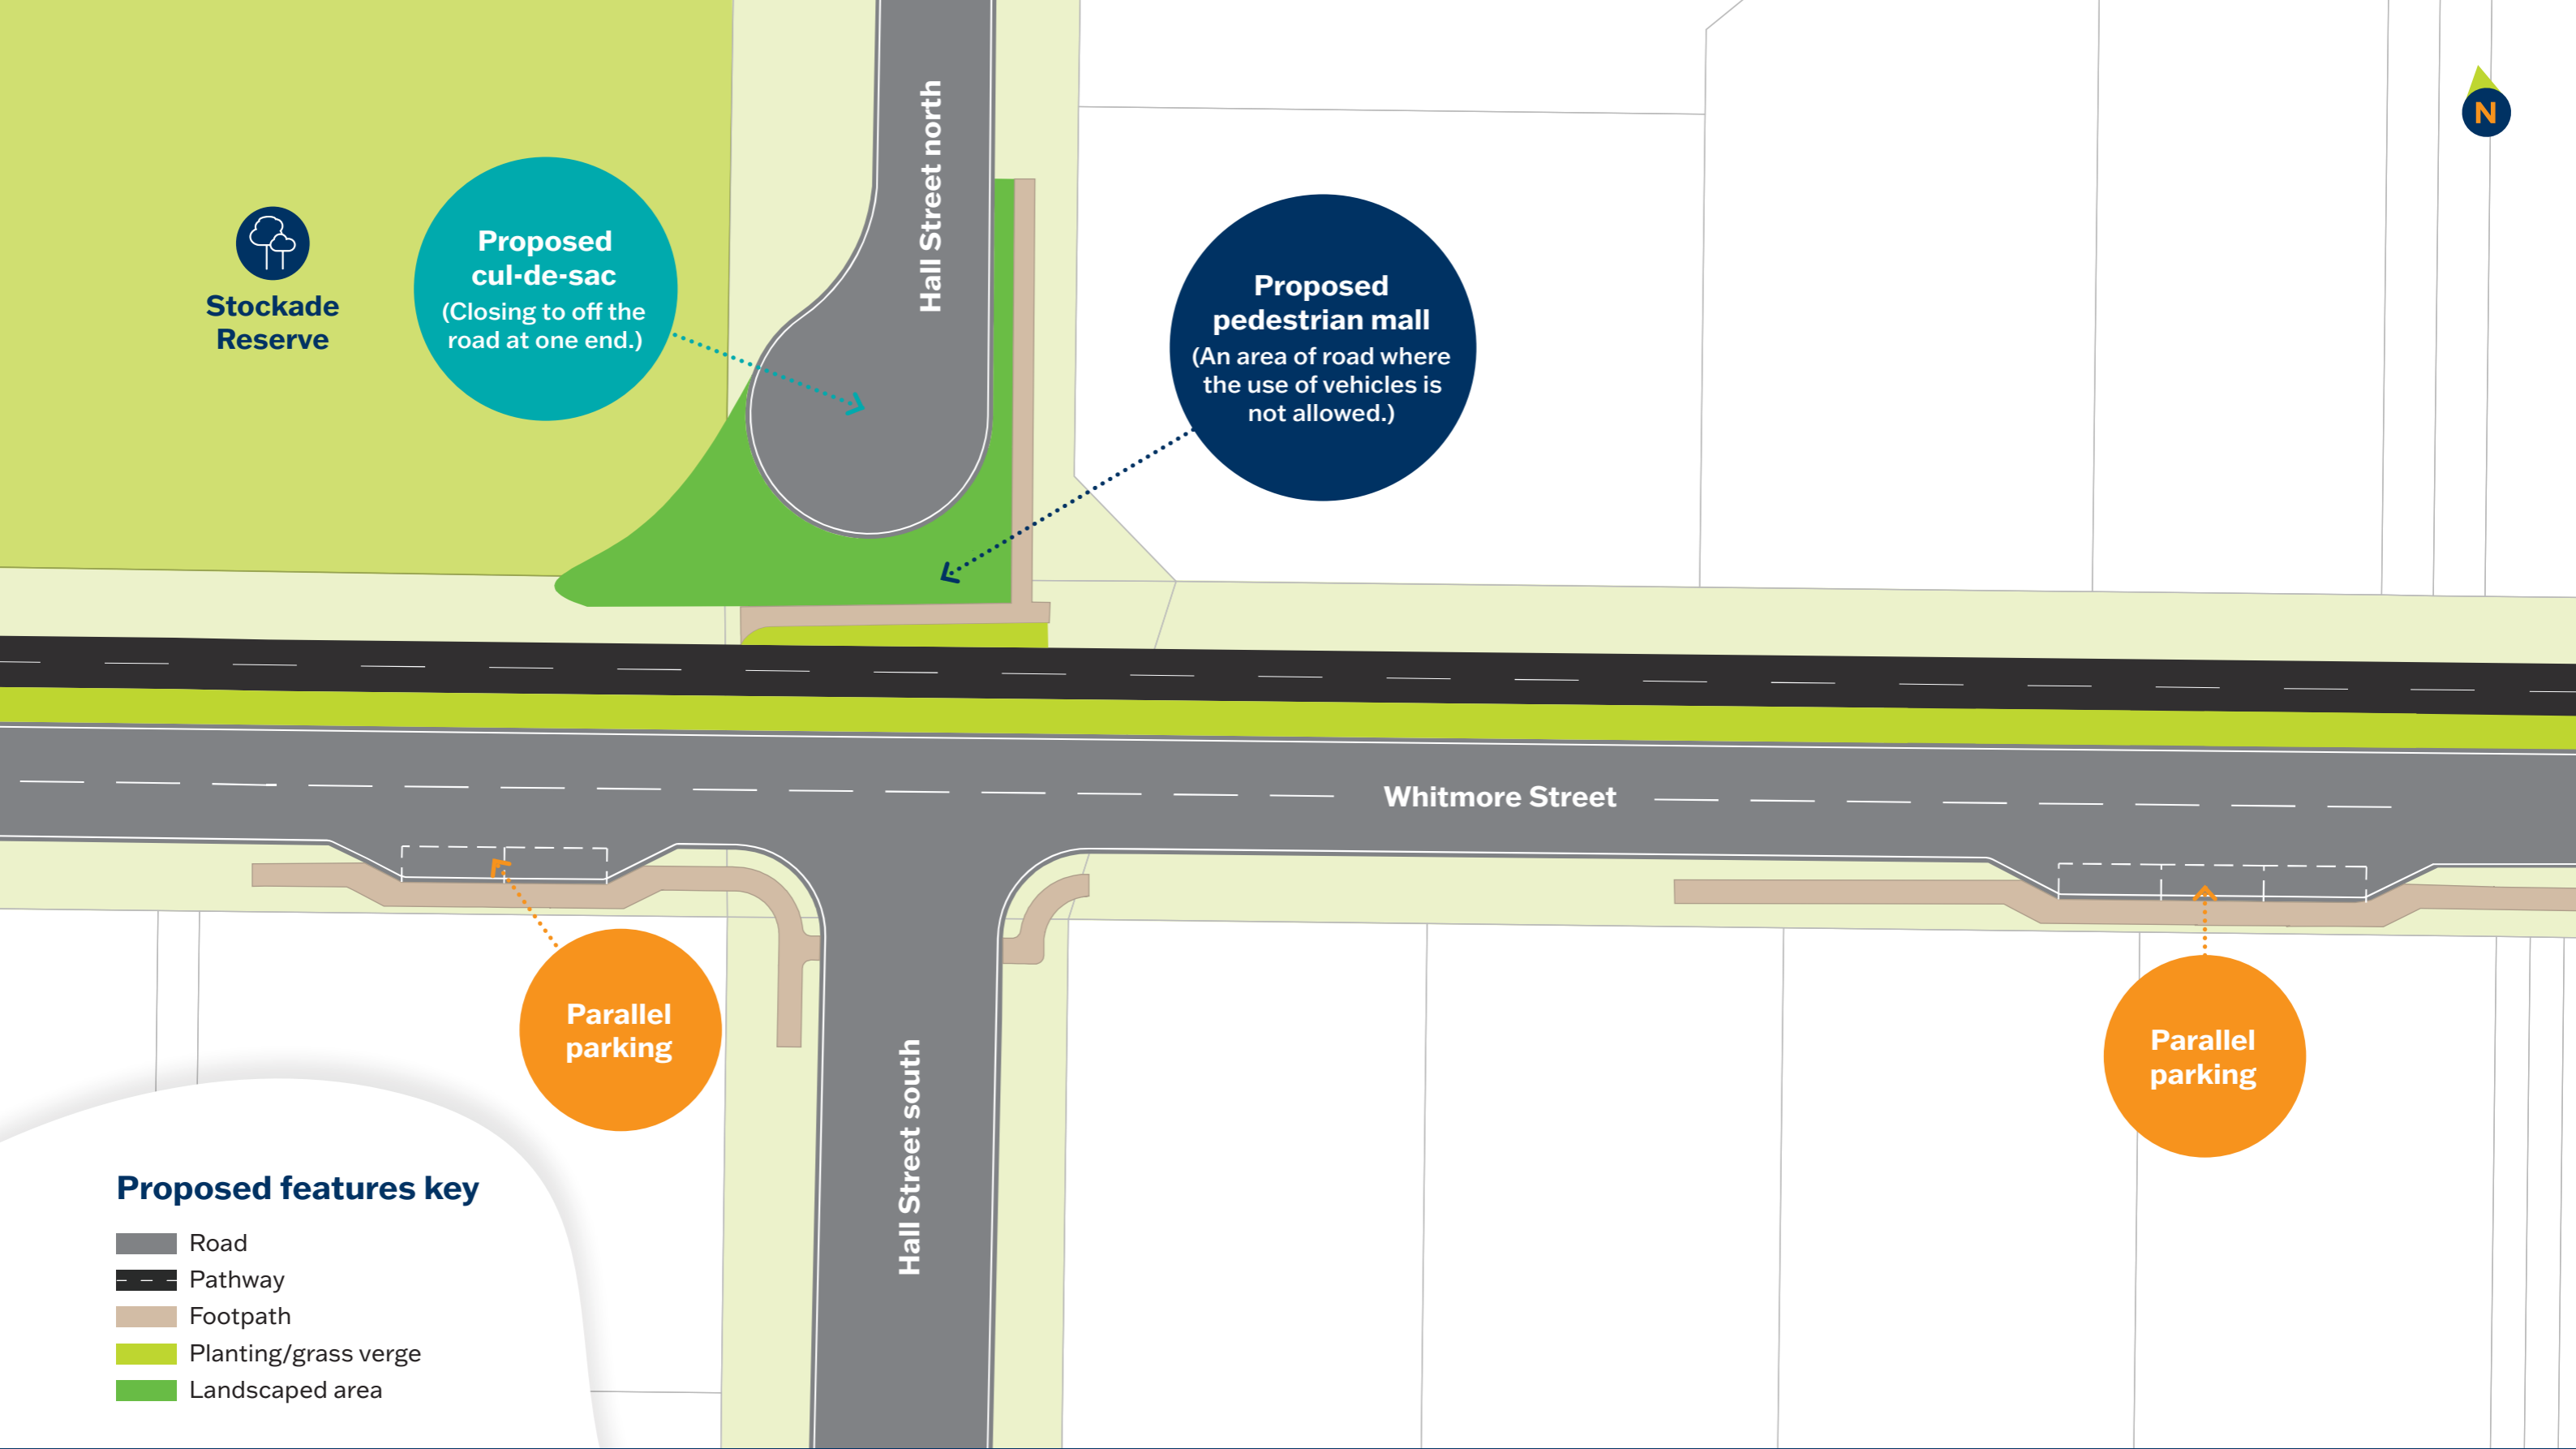 Hall Street north
N
Stockade
Reserve
Proposed
cul-de-sac
(Closing to off the
road at one end.)
Proposed
pedestrian mall
(An area of road where
the use of vehicles is
not allowed.)
Whitmore Street
Parallel
parking
Parallel
parking
Hall Street south
Proposed features key
Road
Pathway
Footpath
Planting/grass verge
Landscaped area